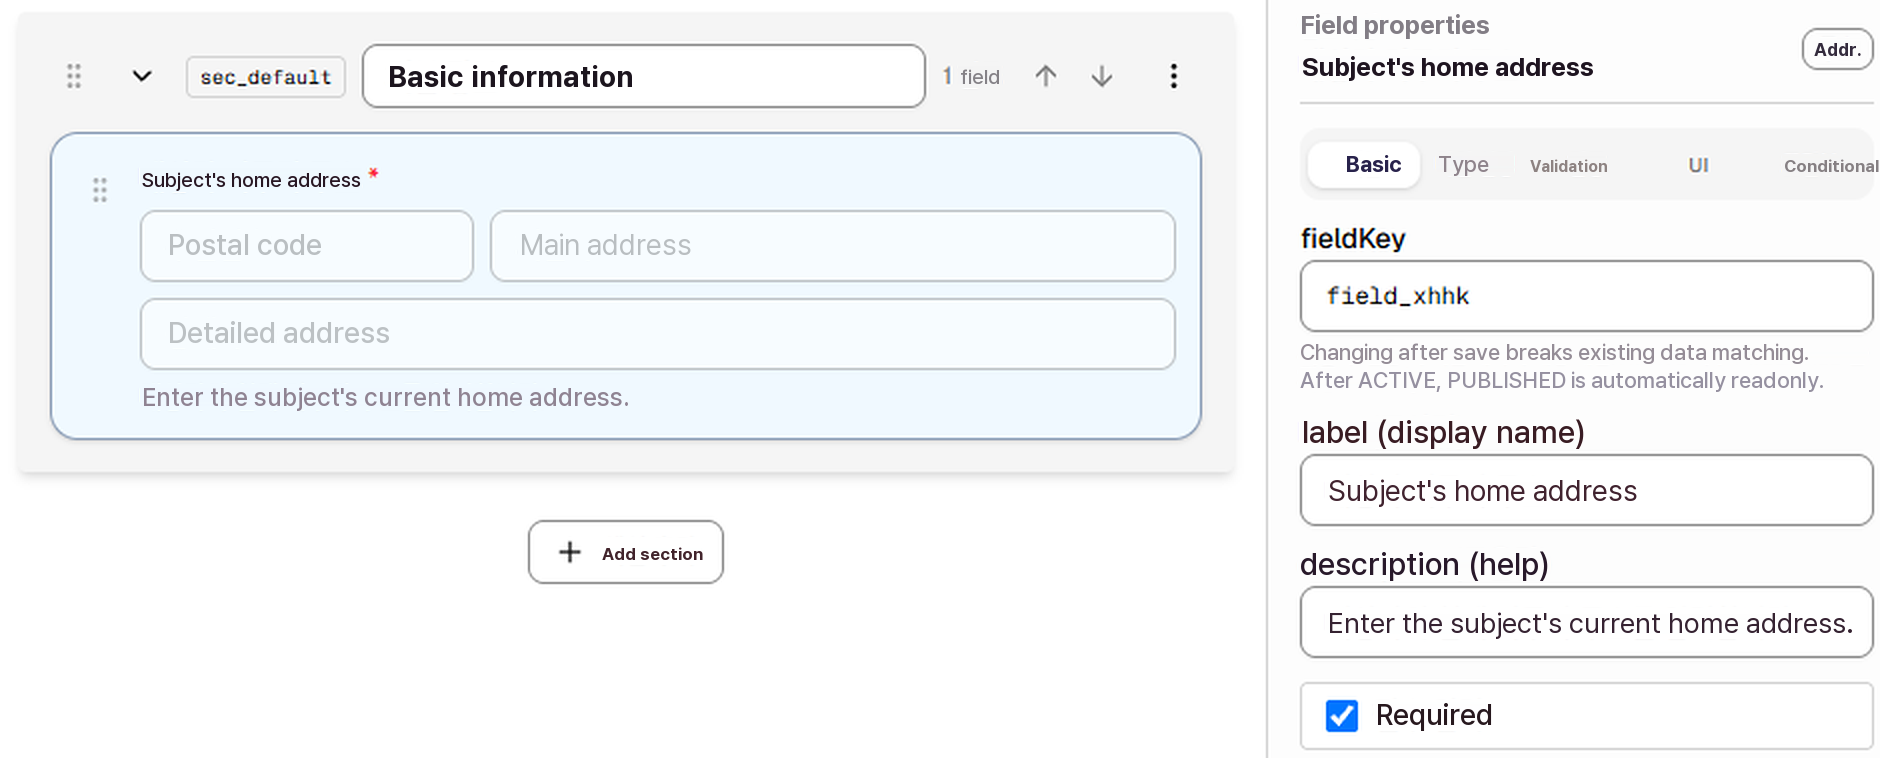 sec_default
Basic information
1 field
Subject's home address *
Postal code
Main address
Detailed address
Enter the subject's current home address.
Add section
Field properties
Subject's home address
Addr.
Basic
Type
Validation
UI
Conditional
fieldKey
field_xhhk
Changing after save breaks existing data matching.
After ACTIVE, PUBLISHED is automatically readonly.
label (display name)
Subject's home address
description (help)
Enter the subject's current home address.
Required